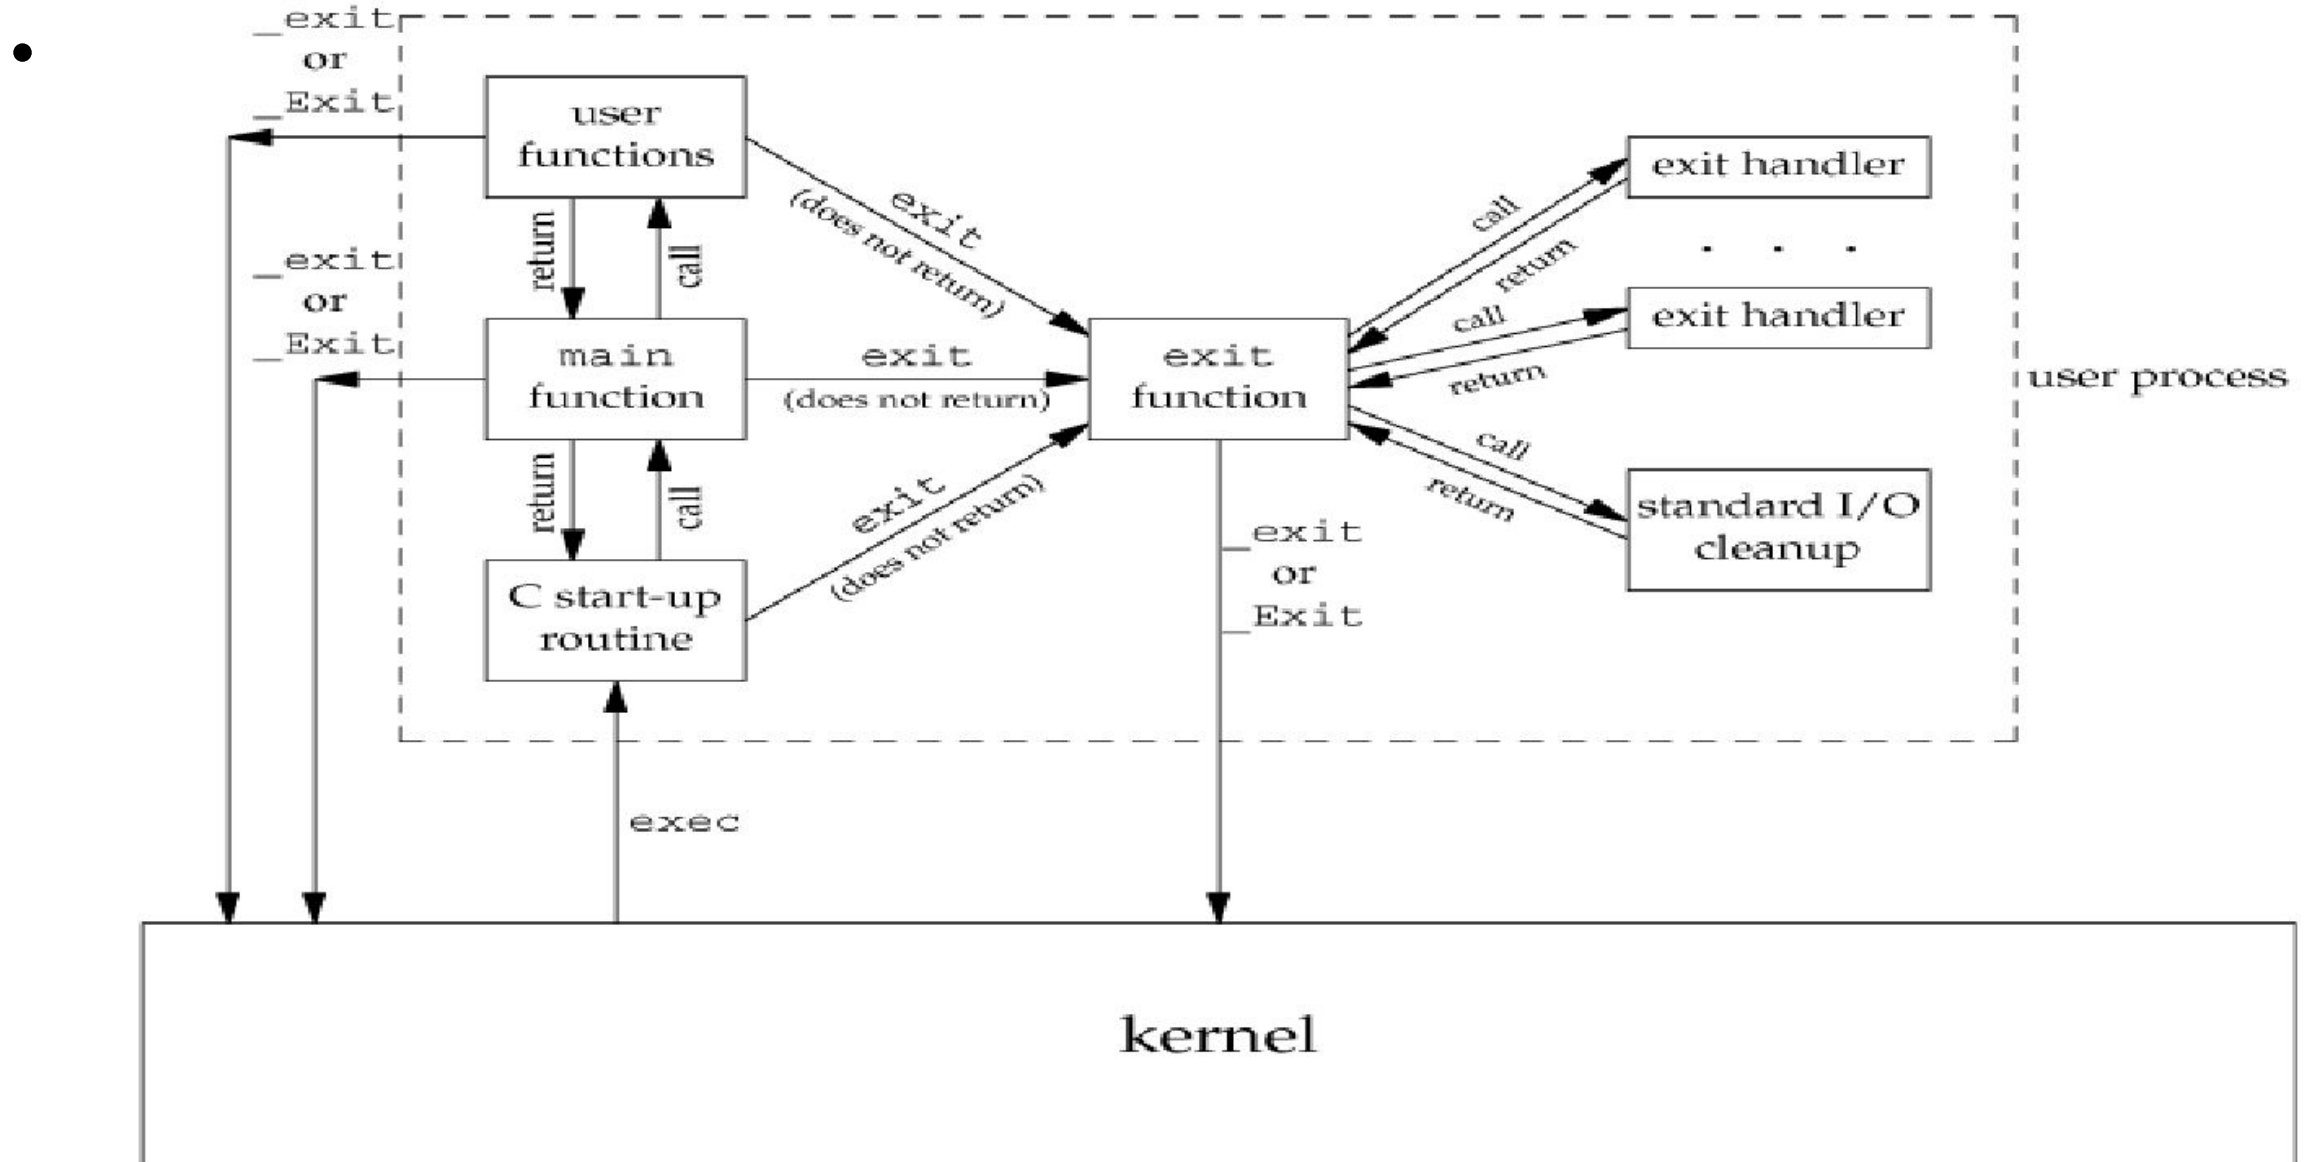 •
_exit
or
_Exit
user
functions
exit
(does not return)
return
call
_exit
or
_Exit
main
function
exit
(does not return)
return
call
C start-up
routine
exit
(does not return)
exit
function
call
return
exit handler
. . .
call
return
exit handler
call
return
standard I/O
cleanup
user process
_exit
or
_Exit
exec
kernel